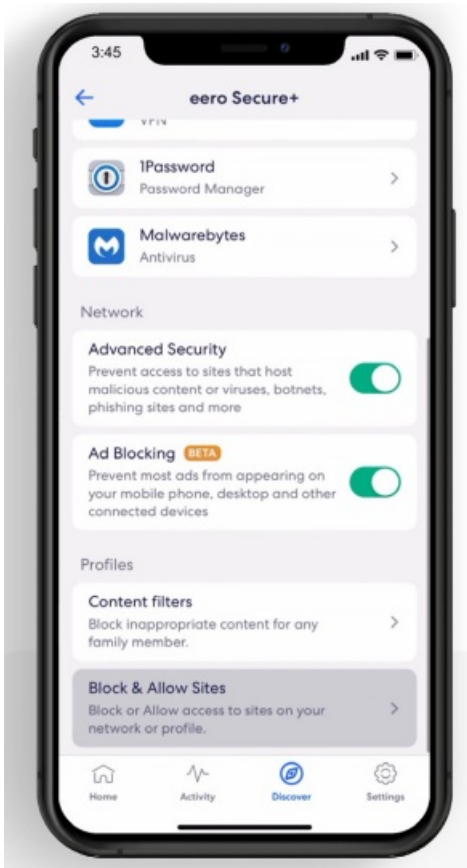 3:45
eero Secure+
VPN
1Password
Password Manager
Malwarebytes
Antivirus
Network
Advanced Security
Prevent access to sites that host
malicious content or viruses, botnets,
phishing sites and more
Ad Blocking BETA
Prevent most ads from appearing on
your mobile phone, desktop and other
connected devices
Profiles
Content filters
Block inappropriate content for any
family member.
Block & Allow Sites
Block or Allow access to sites on your
network or profile.
Home Activity Discover Settings